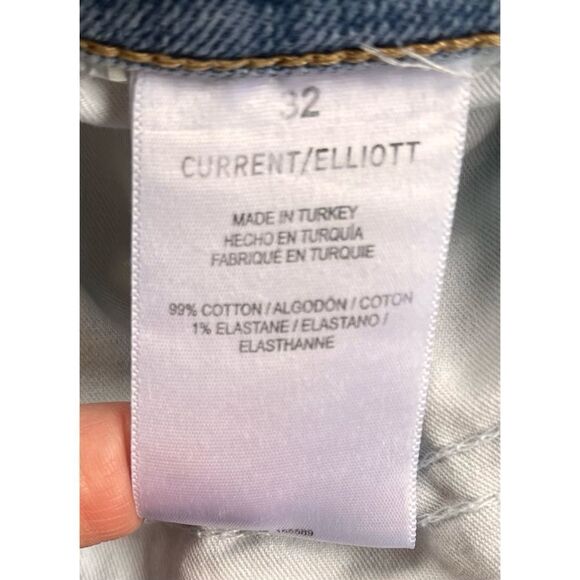 32
CURRENT/ELLIOTT
MADE IN TURKEY
HECHO EN TURQUÍA
FABRIQUÉ EN TURQUIE
99% COTTON / ALGODÓN / COTON
1% ELASTANE / ELASTANO /
ELASTHANNE